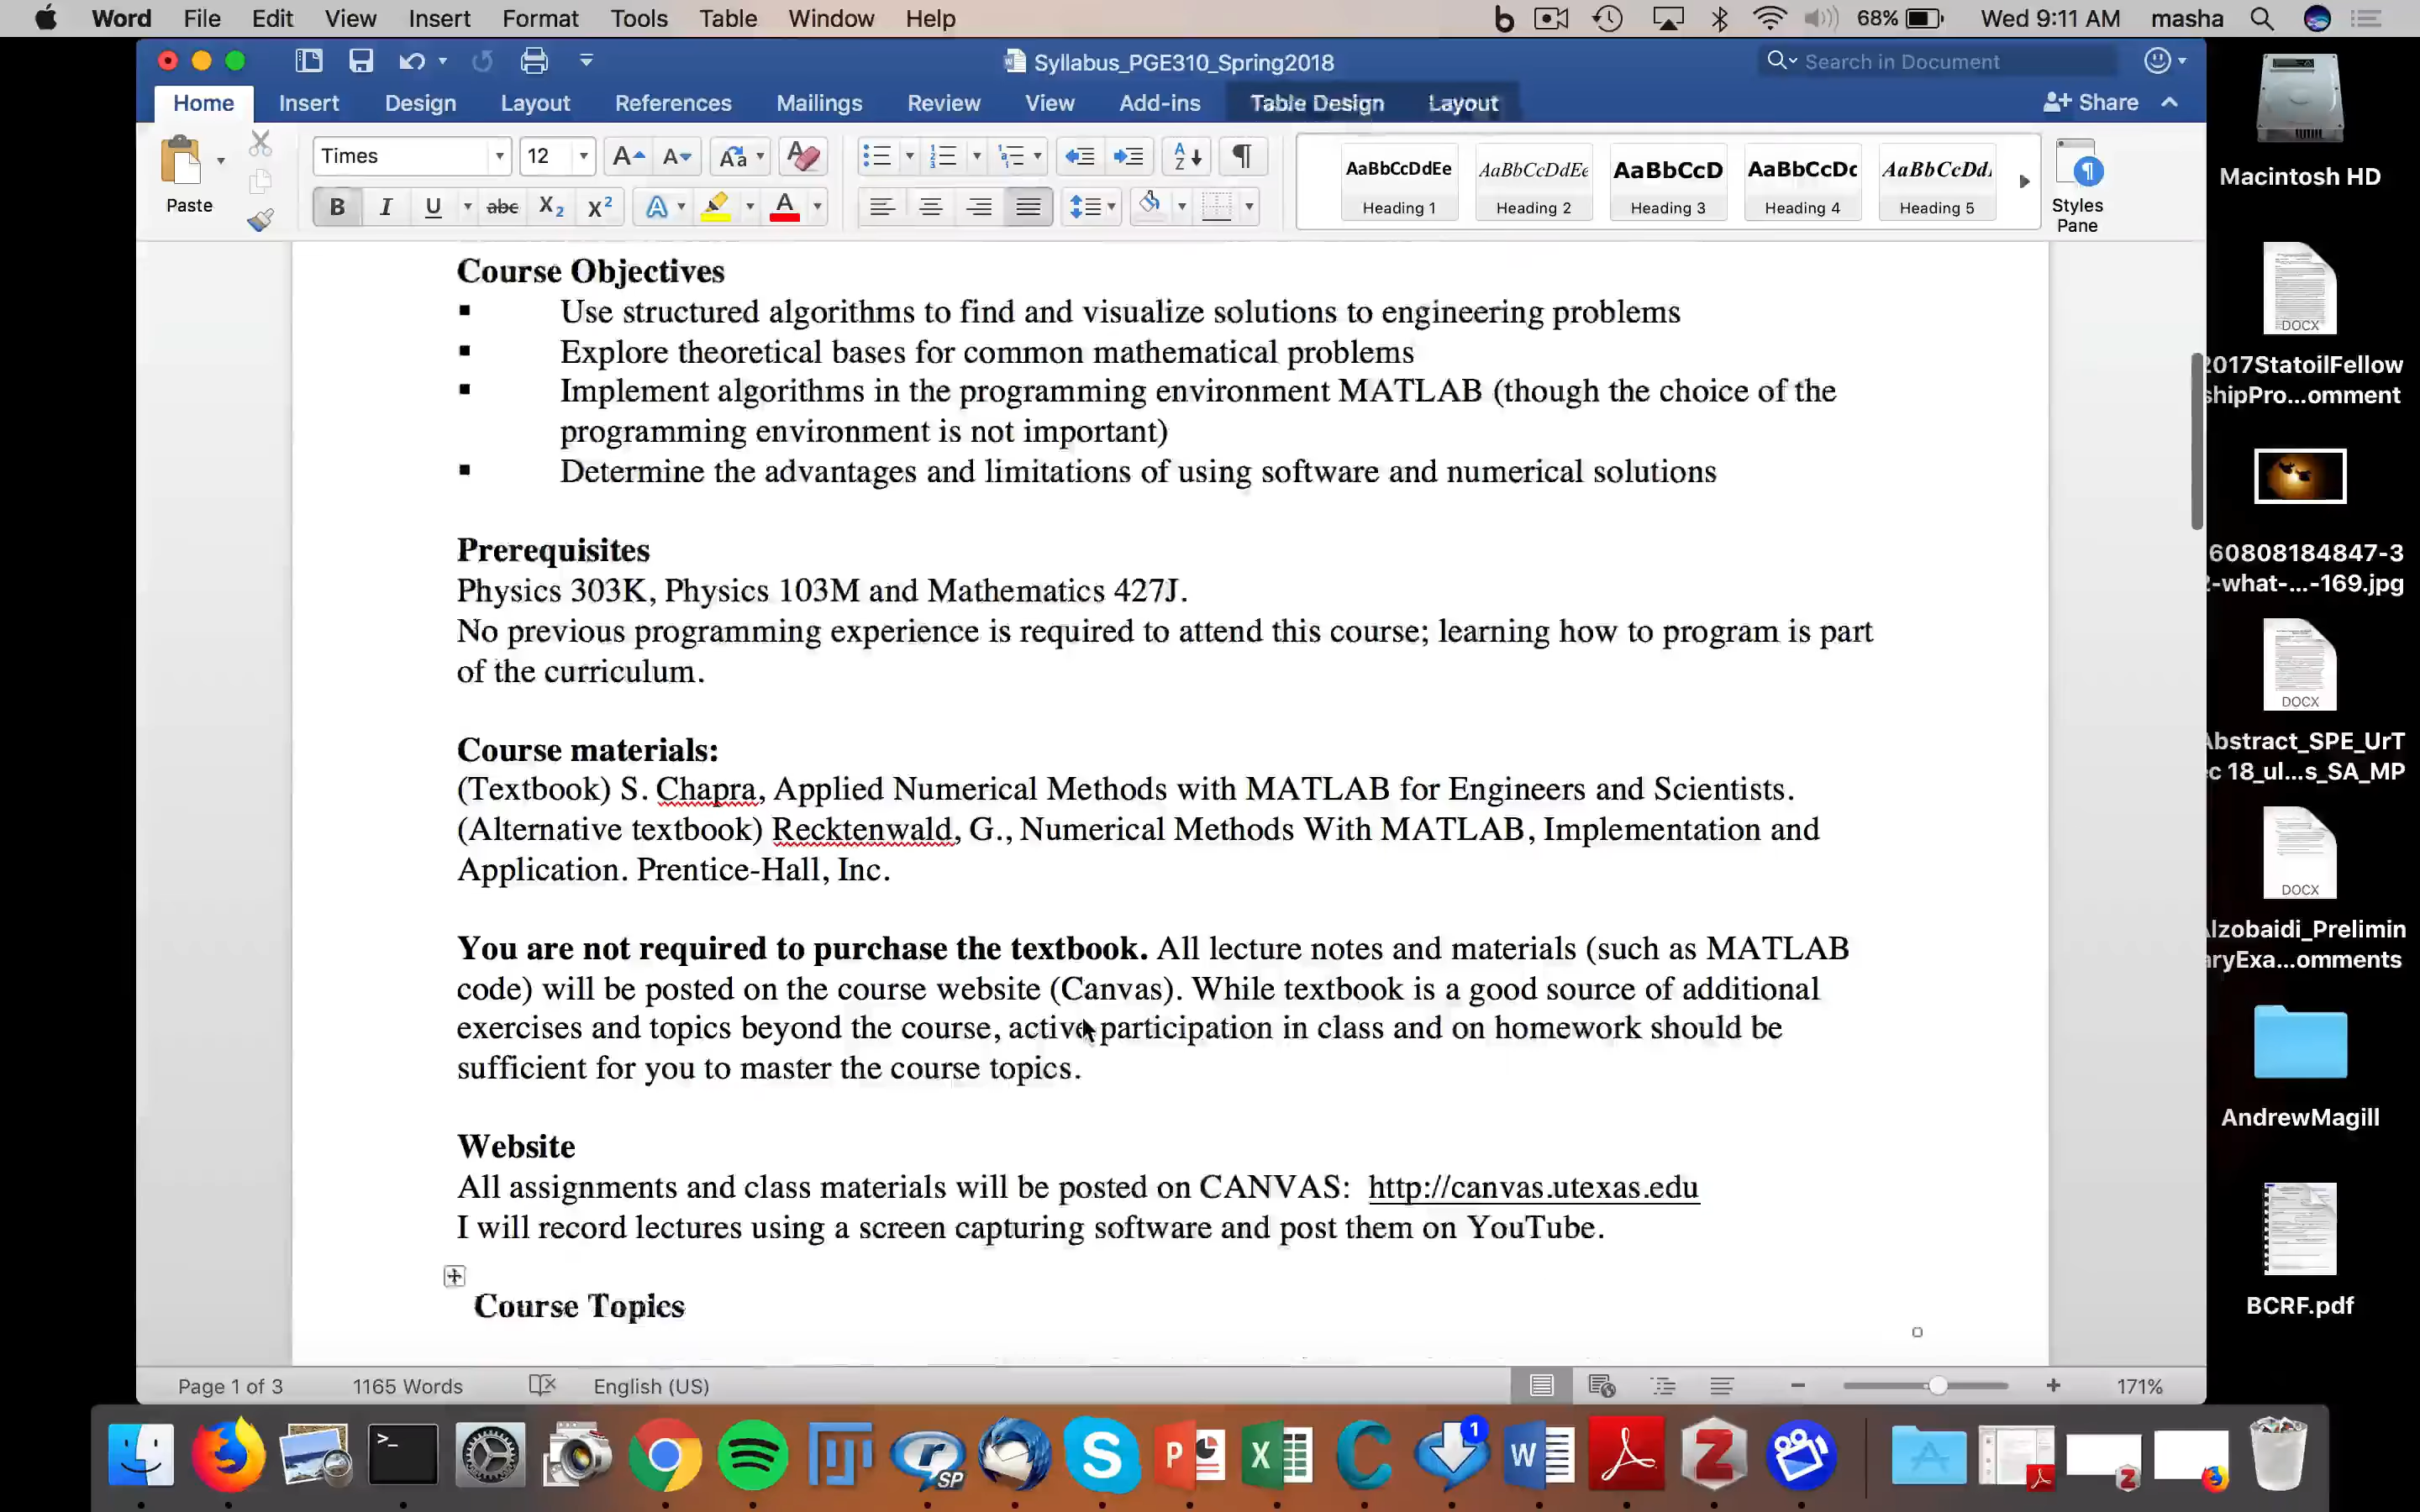 Word File Edit View Insert Format Tools Table Window Help 68% Wed 9:11 AM masha
Syllabus_PGE310_Spring2018
Search in Document
Home Insert Design Layout References Mailings Review View Add-ins Table Design Layout Share
Paste
Times 12
AaBbCcDdEe AaBbCcDdEe AaBbCcD AaBbCcDc AaBbCcDd
Heading 1 Heading 2 Heading 3 Heading 4 Heading 5
Styles
Pane
Course Objectives
▪ Use structured algorithms to find and visualize solutions to engineering problems
▪ Explore theoretical bases for common mathematical problems
▪ Implement algorithms in the programming environment MATLAB (though the choice of the
programming environment is not important)
▪ Determine the advantages and limitations of using software and numerical solutions
Prerequisites
Physics 303K, Physics 103M and Mathematics 427J.
No previous programming experience is required to attend this course; learning how to program is part
of the curriculum.
Course materials:
(Textbook) S. Chapra, Applied Numerical Methods with MATLAB for Engineers and Scientists.
(Alternative textbook) Recktenwald, G., Numerical Methods With MATLAB, Implementation and
Application. Prentice-Hall, Inc.
You are not required to purchase the textbook. All lecture notes and materials (such as MATLAB
code) will be posted on the course website (Canvas). While textbook is a good source of additional
exercises and topics beyond the course, active participation in class and on homework should be
sufficient for you to master the course topics.
Website
All assignments and class materials will be posted on CANVAS: http://canvas.utexas.edu
I will record lectures using a screen capturing software and post them on YouTube.
Course Topics
Page 1 of 3 1165 Words English (US) 171%
Macintosh HD
DOCX
2017StatoilFellow
shipPro...omment
60808184847-3
2-what-...-169.jpg
DOCX
Abstract_SPE_UrT
ec 18_ul...s_SA_MP
DOCX
Alzobaidi_Prelimin
aryExa...omments
AndrewMagill
BCRF.pdf
SP
1